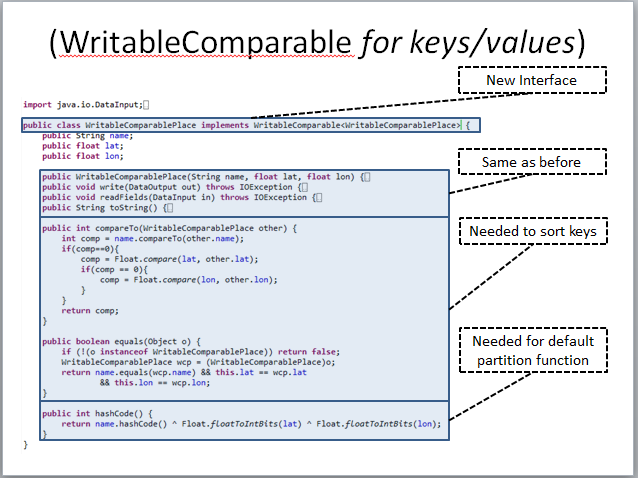 (WritableComparable for keys/values)
New Interface
import java.io.DataInput;
public class WritableComparablePlace implements WritableComparable<WritableComparablePlace> {
public String name;
public float lat;
public float lon;
Same as before
public WritableComparablePlace(String name, float lat, float lon) {
public void write(DataOutput out) throws IOException {
public void readFields(DataInput in) throws IOException {
public String toString() {
Needed to sort keys
public int compareTo(WritableComparablePlace other) {
int comp = name.compareTo(other.name);
if(comp==0){
comp = Float.compare(lat, other.lat);
if(comp == 0){
comp = Float.compare(lon, other.lon);
}
}
return comp;
}
Needed for default
partition function
public boolean equals(Object o) {
if (!(o instanceof WritableComparablePlace)) return false;
WritableComparablePlace wcp = (WritableComparablePlace)o;
return name.equals(wcp.name) && this.lat == wcp.lat
&& this.lon == wcp.lon;
}
public int hashCode() {
return name.hashCode() ^ Float.floatToIntBits(lat) ^ Float.floatToIntBits(lon);
}
}